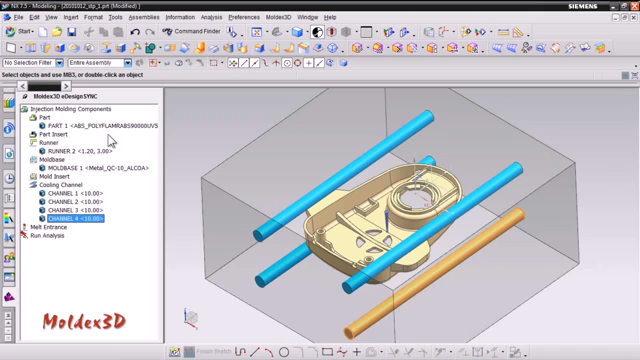 NX 7.5 - Modeling - [20101012_stp_1.prt (Modified) ]
SIEMENS
File Edit View Insert Format Tools Assemblies Information Analysis Preferences Moldex3D Window Help
Start Command Finder
No Selection Filter Entire Assembly
Select objects and use MB3, or double-click an object
Moldex3D eDesignSYNC
Injection Molding Components
Part
PART 1 <ABS_POLYFLAMRABS90000UV5
Part Insert
Runner
RUNNER 2 <1.20, 3.00>
Moldbase
MOLDBASE 1 <Metal_QC-10_ALCOA>
Mold Insert
Cooling Channel
CHANNEL 1 <10.00>
CHANNEL 2 <10.00>
CHANNEL 3 <10.00>
CHANNEL 4 <10.00>
Melt Entrance
Run Analysis
Moldex3D
Finish Sketch